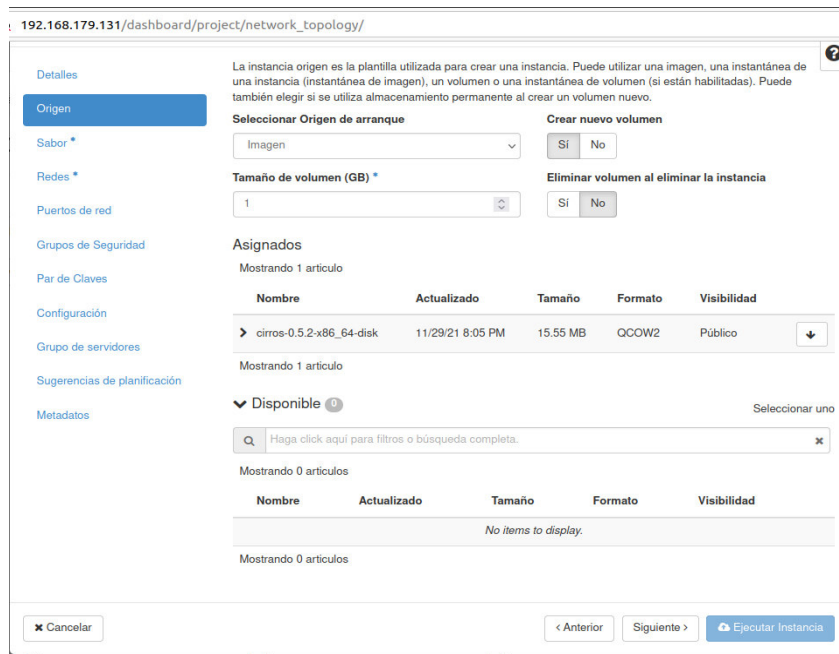 192.168.179.131/dashboard/project/network_topology/
La instancia origen es la plantilla utilizada para crear una instancia. Puede utilizar una imagen, una instantánea de
una instancia (instantánea de imagen), un volumen o una instantánea de volumen (si están habilitadas). Puede
también elegir si se utiliza almacenamiento permanente al crear un volumen nuevo.
Detalles
Origen
Sabor *
Redes *
Puertos de red
Grupos de Seguridad
Par de Claves
Configuración
Grupo de servidores
Sugerencias de planificación
Metadatos
Seleccionar Origen de arranque
Crear nuevo volumen
Imagen
Sí No
Tamaño de volumen (GB) *
Eliminar volumen al eliminar la instancia
1
Sí No
Asignados
Mostrando 1 articulo
Nombre Actualizado Tamaño Formato Visibilidad
cirros-0.5.2-x86_64-disk 11/29/21 8:05 PM 15.55 MB QCOW2 Público
Mostrando 1 articulo
Disponible 0
Seleccionar uno
Haga click aquí para filtros o búsqueda completa.
Mostrando 0 articulos
Nombre Actualizado Tamaño Formato Visibilidad
No items to display.
Mostrando 0 articulos
Cancelar
< Anterior
Siguiente >
Ejecutar Instancia